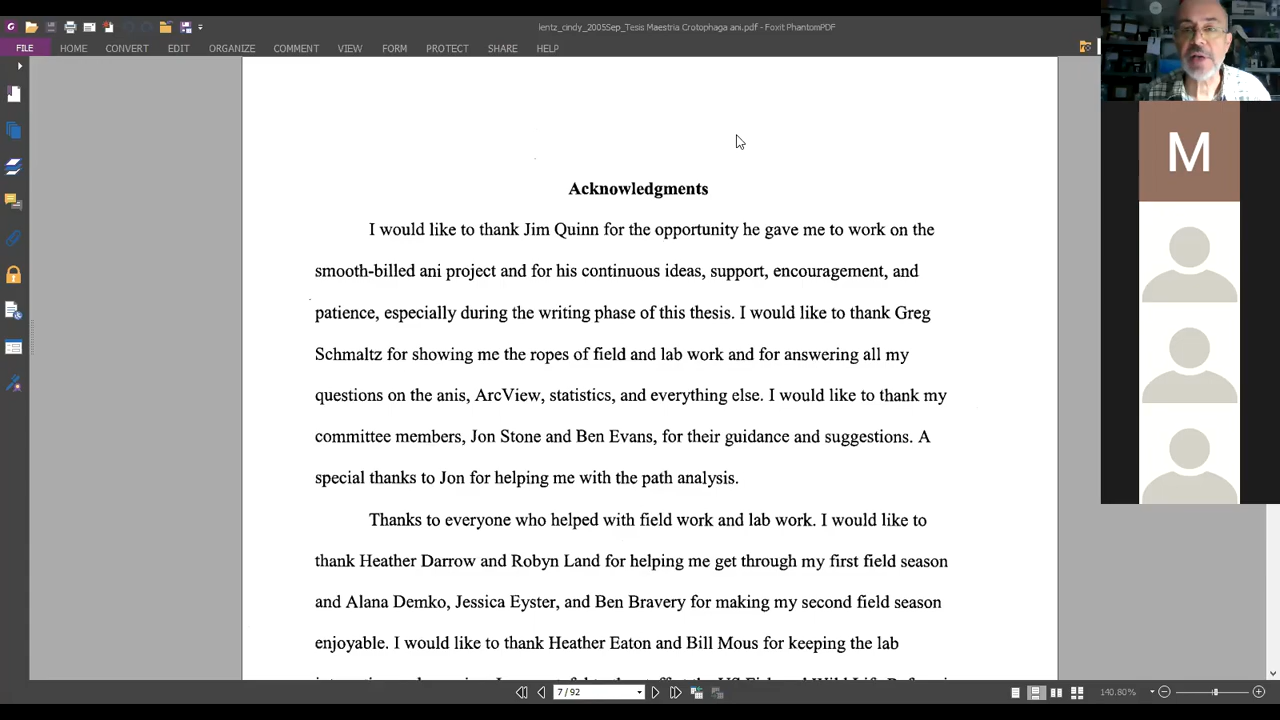 lentz_cindy_2005Sep_Tesis Maestria Crotophaga ani.pdf - Foxit PhantomPDF
FILE HOME CONVERT EDIT ORGANIZE COMMENT VIEW FORM PROTECT SHARE HELP
M
Acknowledgments
I would like to thank Jim Quinn for the opportunity he gave me to work on the
smooth-billed ani project and for his continuous ideas, support, encouragement, and
patience, especially during the writing phase of this thesis. I would like to thank Greg
Schmaltz for showing me the ropes of field and lab work and for answering all my
questions on the anis, ArcView, statistics, and everything else. I would like to thank my
committee members, Jon Stone and Ben Evans, for their guidance and suggestions. A
special thanks to Jon for helping me with the path analysis.
Thanks to everyone who helped with field work and lab work. I would like to
thank Heather Darrow and Robyn Land for helping me get through my first field season
and Alana Demko, Jessica Eyster, and Ben Bravery for making my second field season
enjoyable. I would like to thank Heather Eaton and Bill Mous for keeping the lab
7 / 92
140.80%